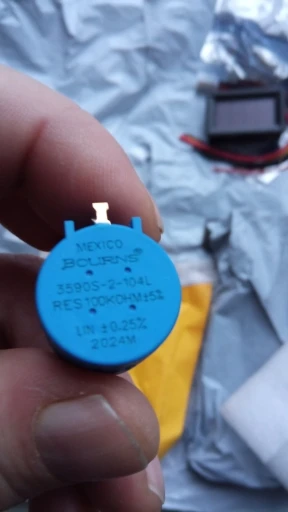 MEXICO
BOURNS®
3590S-2-104L
RES 100KOHM±5%
LIN ±0.25%
2024M